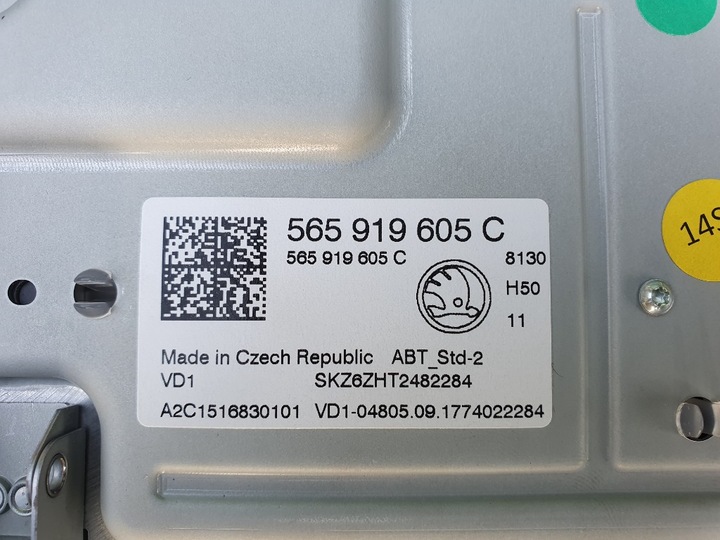 565 919 605 C
565 919 605 C 8130
H50
11
Made in Czech Republic ABT_Std-2
VD1 SKZ6ZHT2482284
A2C1516830101 VD1-04805.09.1774022284